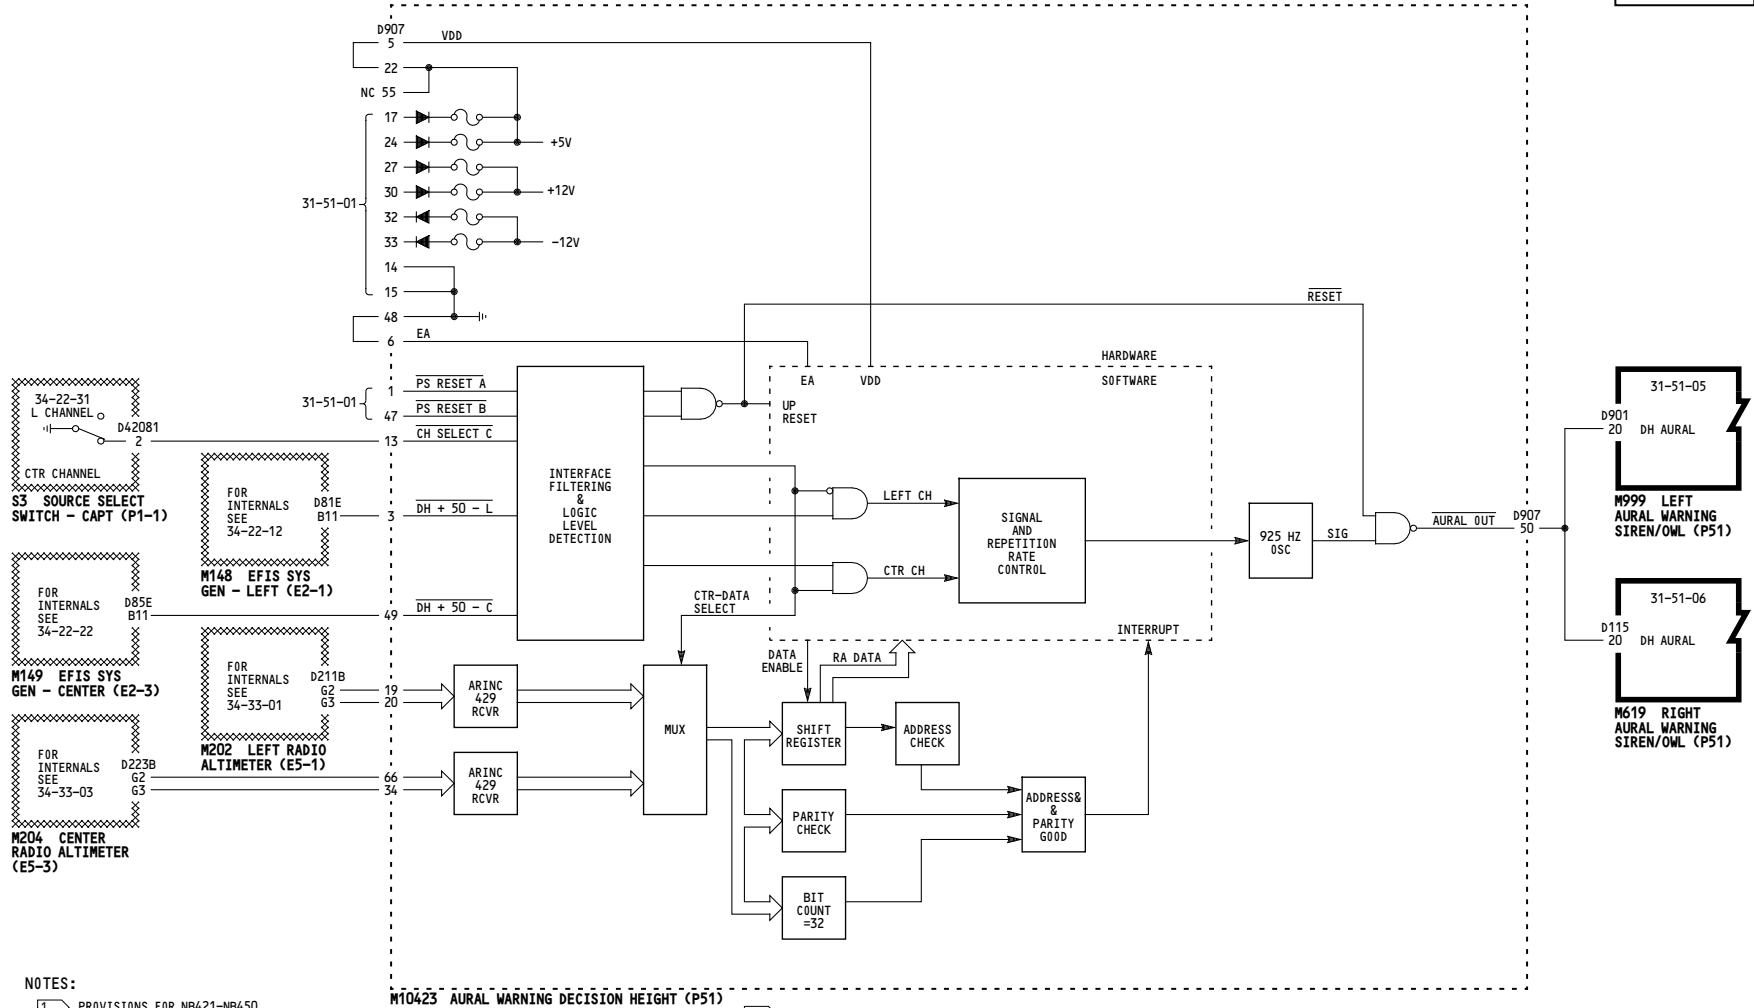 D907
5 VDD
22
NC 55
17
24 +5V
27
30 +12V
31-51-01
32
33 -12V
14
15
48
6 EA
RESET
HARDWARE
SOFTWARE
EA VDD
UP
RESET
31-51-01
1 PS RESET A
47 PS RESET B
13 CH SELECT C
3 DH + 50 - L
49 DH + 50 - C
34-22-31
L CHANNEL
D42081
2
CTR CHANNEL
S3 SOURCE SELECT
SWITCH - CAPT (P1-1)
FOR
INTERNALS
SEE
34-22-12
D81E
B11
M148 EFIS SYS
GEN - LEFT (E2-1)
FOR
INTERNALS
SEE
34-22-22
D85E
B11
M149 EFIS SYS
GEN - CENTER (E2-3)
FOR
INTERNALS
SEE
34-33-01
D211B
G2
G3
M202 LEFT RADIO
ALTIMETER (E5-1)
FOR
INTERNALS
SEE
34-33-03
D223B
G2
G3
M204 CENTER
RADIO ALTIMETER
(E5-3)
19
20
66
34
INTERFACE
FILTERING
&
LOGIC
LEVEL
DETECTION
ARINC
429
RCVR
ARINC
429
RCVR
CTR-DATA
SELECT
MUX
LEFT CH
CTR CH
SIGNAL
AND
REPETITION
RATE
CONTROL
INTERRUPT
DATA
ENABLE
RA DATA
SHIFT
REGISTER
ADDRESS
CHECK
PARITY
CHECK
BIT
COUNT
=32
ADDRESS&
&
PARITY
GOOD
925 HZ
OSC
SIG
AURAL OUT
D907
50
31-51-05
D901
20 DH AURAL
M999 LEFT
AURAL WARNING
SIREN/OWL (P51)
31-51-06
D115
20 DH AURAL
M619 RIGHT
AURAL WARNING
SIREN/OWL (P51)
NOTES:
1 PROVISIONS FOR NB421-NB450
M10423 AURAL WARNING DECISION HEIGHT (P51)